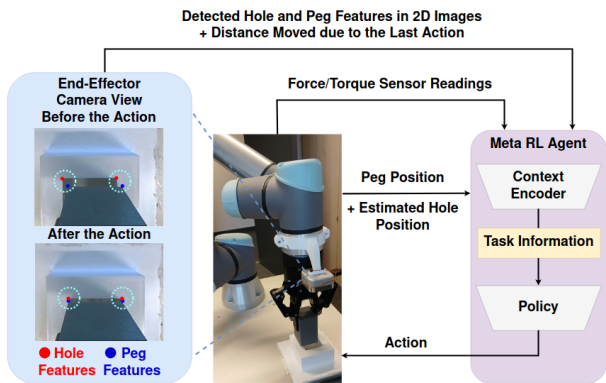 Detected Hole and Peg Features in 2D Images
+ Distance Moved due to the Last Action
End-Effector
Camera View
Before the Action
After the Action
Hole
Features
Peg
Features
Force/Torque Sensor Readings
Peg Position
+ Estimated Hole
Position
Action
Meta RL Agent
Context
Encoder
Task Information
Policy